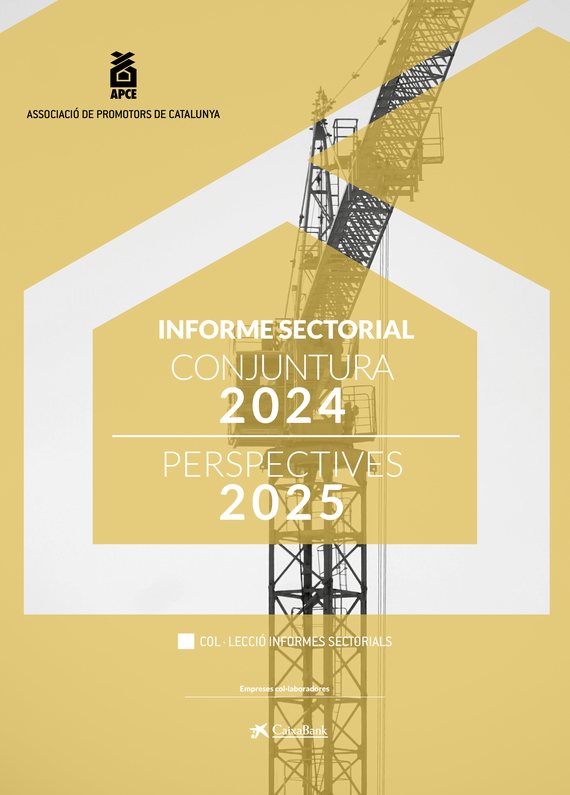 APCE
ASSOCIACIÓ DE PROMOTORS DE CATALUNYA
INFORME SECTORIAL
CONJUNTURA
2024
PERSPECTIVES
2025
COL·LECCIÓ INFORMES SECTORIALS
Empreses col·laboradores
CaixaBank